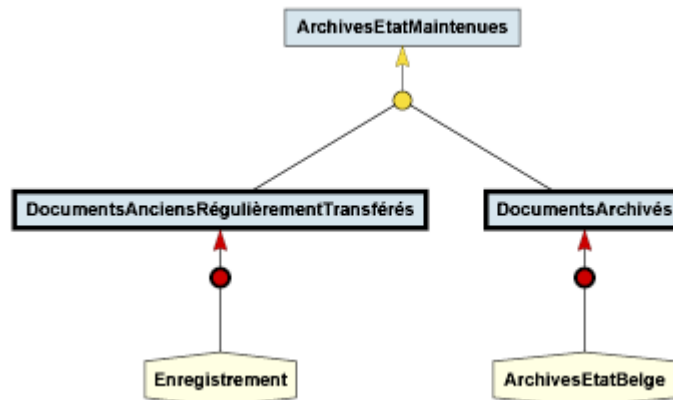 ArchivesEtatMaintenues
DocumentsAnciensRégulièrementTransférés
DocumentsArchivés
Enregistrement
ArchivesEtatBelge